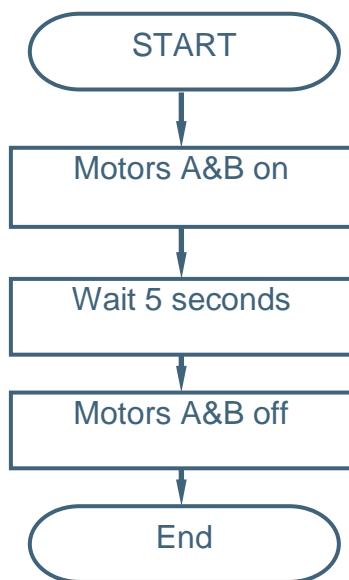 START
Motors A&B on
Wait 5 seconds
Motors A&B off
End